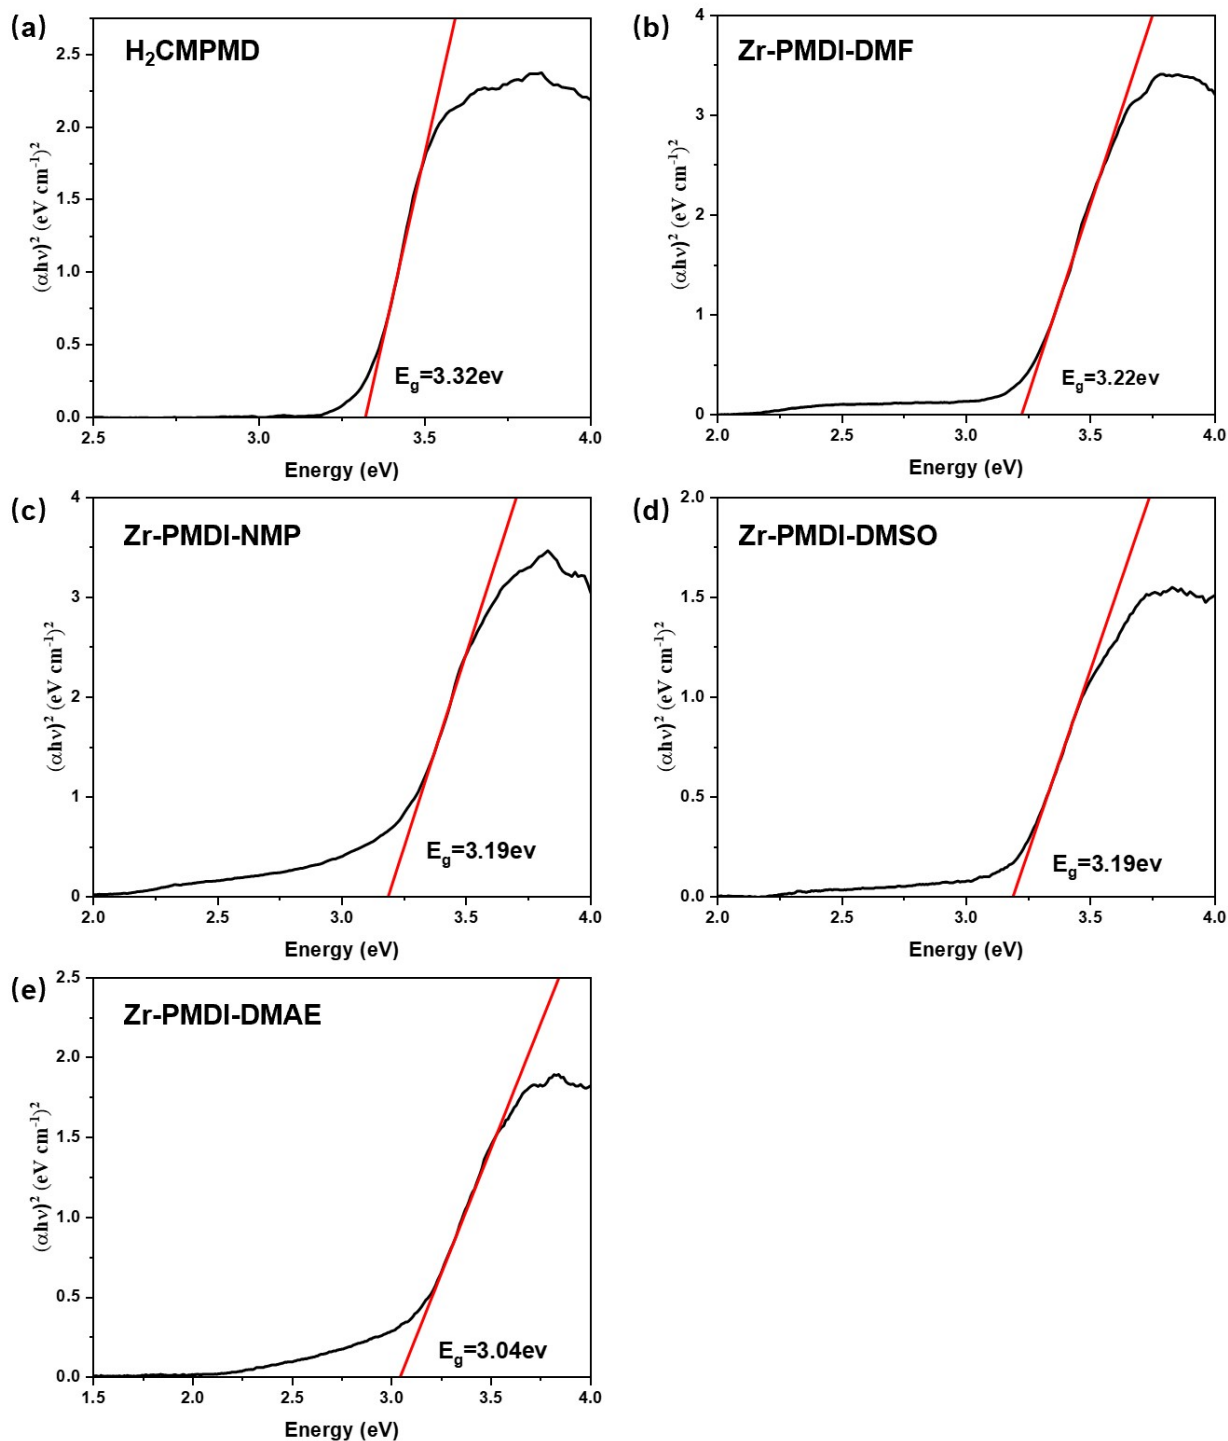 (a)
H₂CMPMD
(αhν)² (eV cm⁻¹)²
2.5
2.0
1.5
1.0
0.5
0.0
E_g=3.32ev
2.5 3.0 3.5 4.0
Energy (eV)
(b)
Zr-PMDI-DMF
(αhν)² (eV cm⁻¹)²
4
3
2
1
0
E_g=3.22ev
2.0 2.5 3.0 3.5 4.0
Energy (eV)
(c)
Zr-PMDI-NMP
(αhν)² (eV cm⁻¹)²
4
3
2
1
0
E_g=3.19ev
2.0 2.5 3.0 3.5 4.0
Energy (eV)
(d)
Zr-PMDI-DMSO
(αhν)² (eV cm⁻¹)²
2.0
1.5
1.0
0.5
0.0
E_g=3.19ev
2.0 2.5 3.0 3.5 4.0
Energy (eV)
(e)
Zr-PMDI-DMAE
(αhν)² (eV cm⁻¹)²
2.5
2.0
1.5
1.0
0.5
0.0
E_g=3.04ev
1.5 2.0 2.5 3.0 3.5 4.0
Energy (eV)